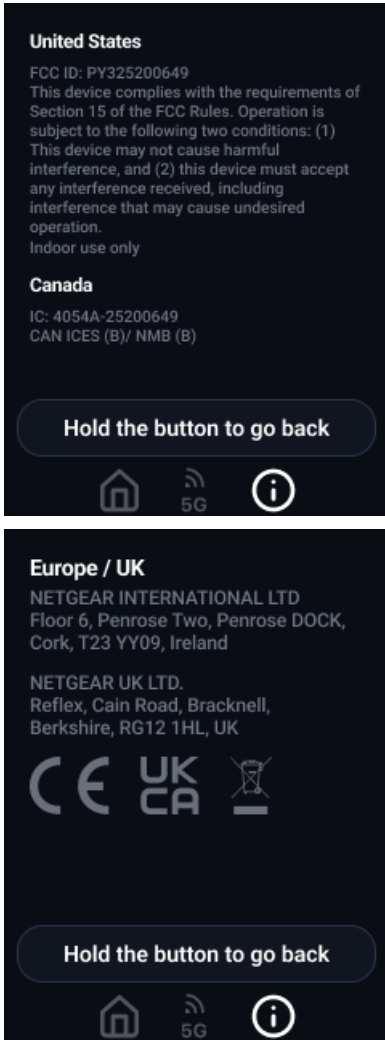 United States
FCC ID: PY325200649
This device complies with the requirements of
Section 15 of the FCC Rules. Operation is
subject to the following two conditions: (1)
This device may not cause harmful
interference, and (2) this device must accept
any interference received, including
interference that may cause undesired
operation.
Indoor use only
Canada
IC: 4054A-25200649
CAN ICES (B)/ NMB (B)
Hold the button to go back
5G
Europe / UK
NETGEAR INTERNATIONAL LTD
Floor 6, Penrose Two, Penrose DOCK,
Cork, T23 YY09, Ireland
NETGEAR UK LTD.
Reflex, Cain Road, Bracknell,
Berkshire, RG12 1HL, UK
CE UK
CA
Hold the button to go back
5G